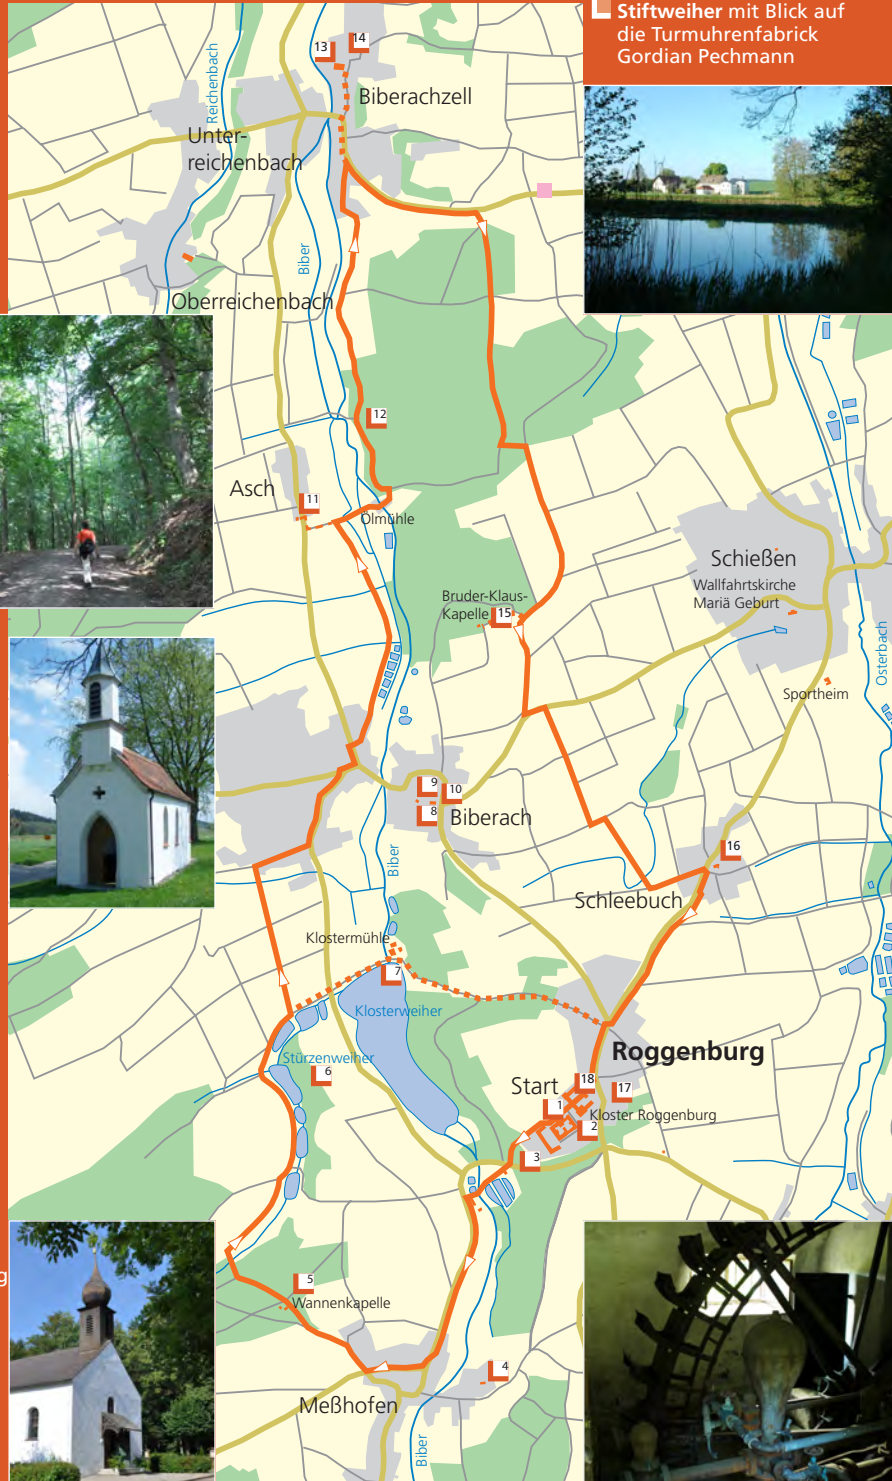 Stiftweiher mit Blick auf
die Turmuhrenfabrick
Gordian Pechmann
13
14
Reichenbach
Biberachzell
Unter-
reichenbach
Biber
Oberreichenbach
12
Asch
11
Ölmühle
Schießen
Wallfahrtskirche
Mariä Geburt
Bruder-Klaus-
Kapelle
15
Osterbach
Sportheim
9
10
8
Biberach
16
Biber
Schleebuch
Klostermühle
7
Klosterweiher
Roggenburg
Stürzenweiher
6
Start
18
17
1
Kloster Roggenburg
2
3
g
5
Wannenkapelle
4
Meßhofen
Biber